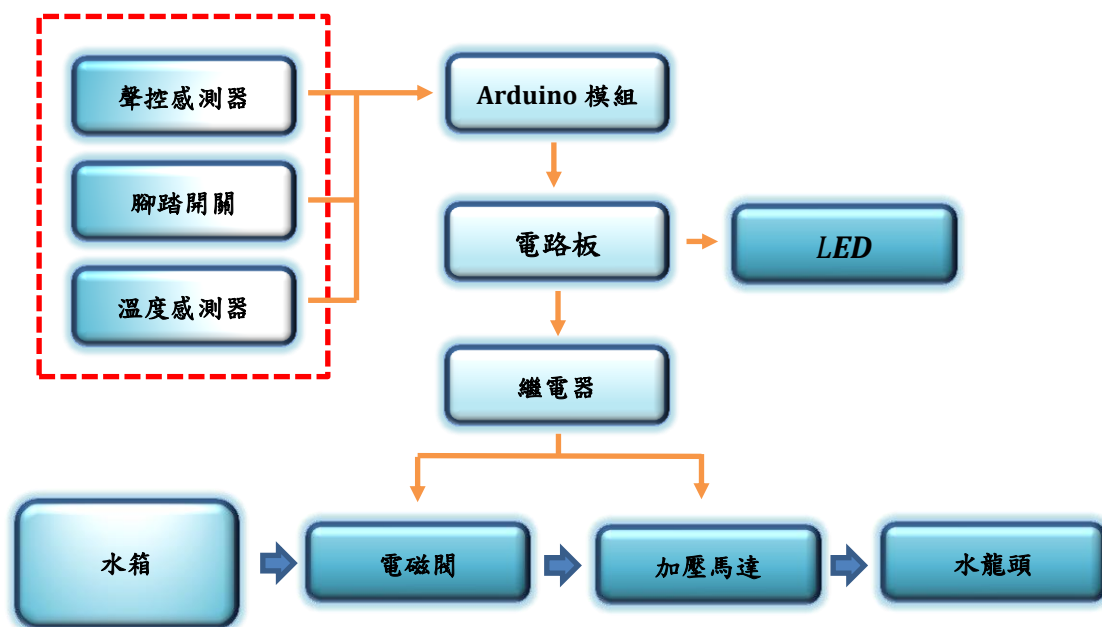 聲控感測器
Arduino 模組
腳踏開關
電路板
LED
溫度感測器
繼電器
水箱
電磁閥
加壓馬達
水龍頭